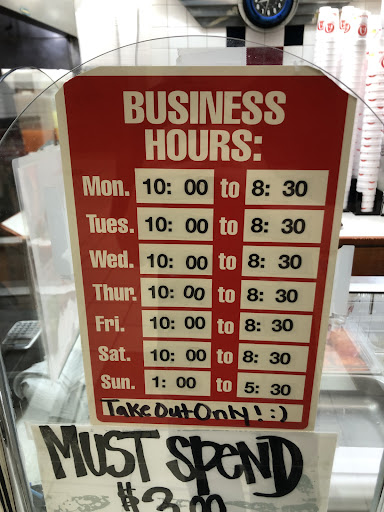 BUSINESS
HOURS:
Mon. 10: 00 to 8: 30
Tues. 10: 00 to 8: 30
Wed. 10: 00 to 8: 30
Thur. 10: 00 to 8: 30
Fri. 10: 00 to 8: 30
Sat. 10: 00 to 8: 30
Sun. 1: 00 to 5: 30
Take Out Only! :)
MUST SPEND
$3.00